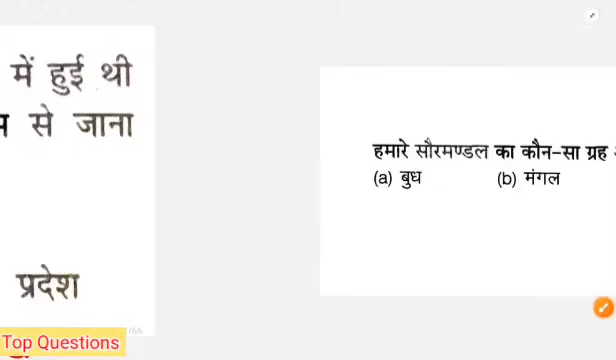 में हुई थी
से जाना
प्रदेश
Top Questions
हमारे सौरमण्डल का कौन-सा ग्रह
(a) बुध (b) मंगल